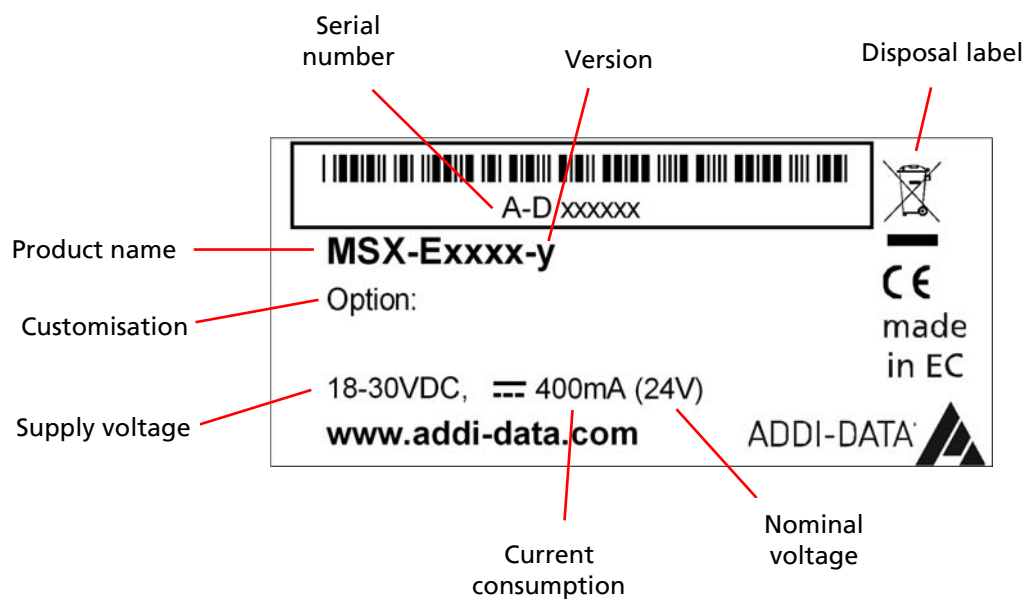 Serial
number
Version
Disposal label
A-D xxxxxx
Product name
MSX-Exxxx-y
Customisation
Option:
CE
made
in EC
Supply voltage
18-30VDC, ⎓ 400mA (24V)
www.addi-data.com
ADDI-DATA
Current
consumption
Nominal
voltage